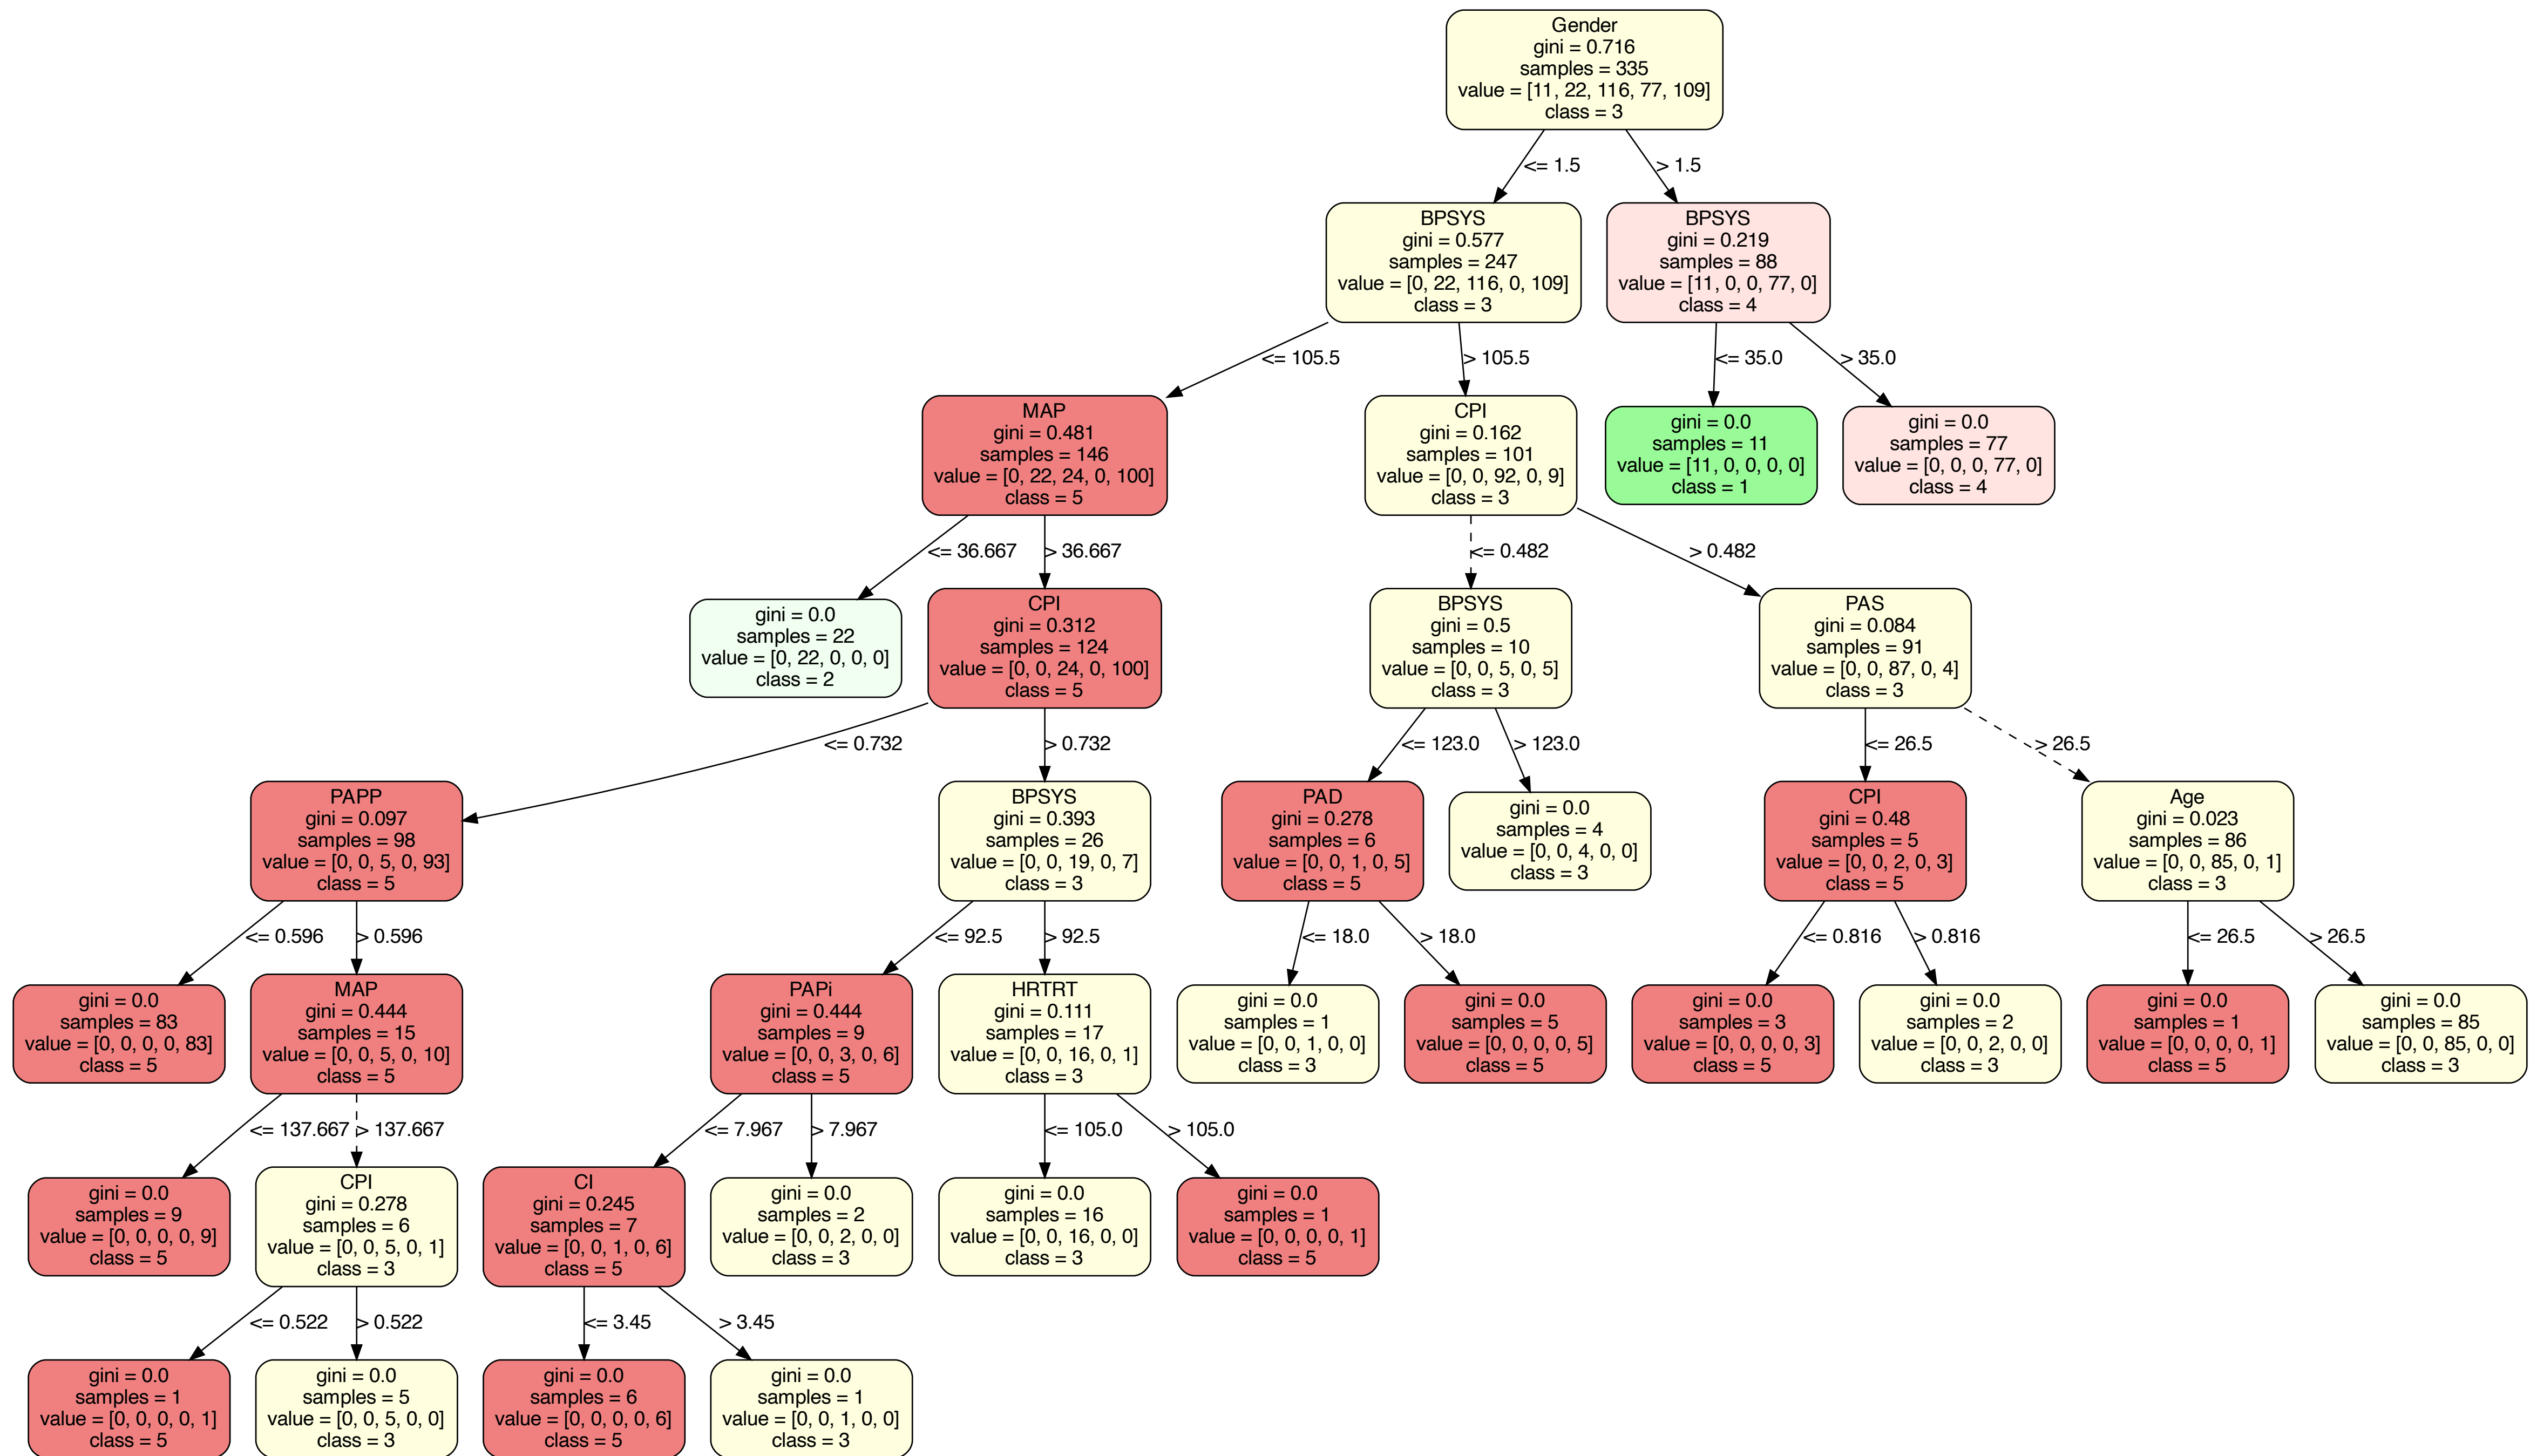 Gender
gini = 0.716
samples = 335
value = [11, 22, 116, 77, 109]
class = 3
<= 1.5
> 1.5
BPSYS
gini = 0.577
samples = 247
value = [0, 22, 116, 0, 109]
class = 3
BPSYS
gini = 0.219
samples = 88
value = [11, 0, 0, 77, 0]
class = 4
<= 105.5
> 105.5
<= 35.0
> 35.0
MAP
gini = 0.481
samples = 146
value = [0, 22, 24, 0, 100]
class = 5
CPI
gini = 0.162
samples = 101
value = [0, 0, 92, 0, 9]
class = 3
gini = 0.0
samples = 11
value = [11, 0, 0, 0, 0]
class = 1
gini = 0.0
samples = 77
value = [0, 0, 0, 77, 0]
class = 4
<= 36.667
> 36.667
<= 0.482
> 0.482
gini = 0.0
samples = 22
value = [0, 22, 0, 0, 0]
class = 2
CPI
gini = 0.312
samples = 124
value = [0, 0, 24, 0, 100]
class = 5
BPSYS
gini = 0.5
samples = 10
value = [0, 0, 5, 0, 5]
class = 3
PAS
gini = 0.084
samples = 91
value = [0, 0, 87, 0, 4]
class = 3
<= 0.732
> 0.732
<= 123.0
> 123.0
<= 26.5
> 26.5
PAPP
gini = 0.097
samples = 98
value = [0, 0, 5, 0, 93]
class = 5
BPSYS
gini = 0.393
samples = 26
value = [0, 0, 19, 0, 7]
class = 3
PAD
gini = 0.278
samples = 6
value = [0, 0, 1, 0, 5]
class = 5
gini = 0.0
samples = 4
value = [0, 0, 4, 0, 0]
class = 3
CPI
gini = 0.48
samples = 5
value = [0, 0, 2, 0, 3]
class = 5
Age
gini = 0.023
samples = 86
value = [0, 0, 85, 0, 1]
class = 3
<= 0.596
> 0.596
<= 92.5
> 92.5
<= 18.0
> 18.0
<= 0.816
> 0.816
<= 26.5
> 26.5
gini = 0.0
samples = 83
value = [0, 0, 0, 0, 83]
class = 5
MAP
gini = 0.444
samples = 15
value = [0, 0, 5, 0, 10]
class = 5
PAPi
gini = 0.444
samples = 9
value = [0, 0, 3, 0, 6]
class = 5
HRTRT
gini = 0.111
samples = 17
value = [0, 0, 16, 0, 1]
class = 3
gini = 0.0
samples = 1
value = [0, 0, 1, 0, 0]
class = 3
gini = 0.0
samples = 5
value = [0, 0, 0, 0, 5]
class = 5
gini = 0.0
samples = 3
value = [0, 0, 0, 0, 3]
class = 5
gini = 0.0
samples = 2
value = [0, 0, 2, 0, 0]
class = 3
gini = 0.0
samples = 1
value = [0, 0, 0, 0, 1]
class = 5
gini = 0.0
samples = 85
value = [0, 0, 85, 0, 0]
class = 3
<= 137.667
> 137.667
<= 7.967
> 7.967
<= 105.0
> 105.0
gini = 0.0
samples = 9
value = [0, 0, 0, 0, 9]
class = 5
CPI
gini = 0.278
samples = 6
value = [0, 0, 5, 0, 1]
class = 3
CI
gini = 0.245
samples = 7
value = [0, 0, 1, 0, 6]
class = 5
gini = 0.0
samples = 2
value = [0, 0, 2, 0, 0]
class = 3
gini = 0.0
samples = 16
value = [0, 0, 16, 0, 0]
class = 3
gini = 0.0
samples = 1
value = [0, 0, 0, 0, 1]
class = 5
<= 0.522
> 0.522
<= 3.45
> 3.45
gini = 0.0
samples = 1
value = [0, 0, 0, 0, 1]
class = 5
gini = 0.0
samples = 5
value = [0, 0, 5, 0, 0]
class = 3
gini = 0.0
samples = 6
value = [0, 0, 0, 0, 6]
class = 5
gini = 0.0
samples = 1
value = [0, 0, 1, 0, 0]
class = 3